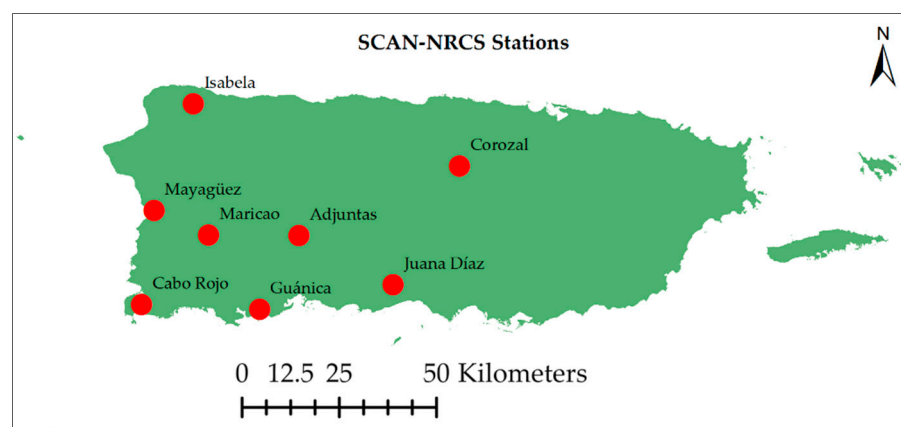 SCAN-NRCS Stations
N
Isabela
Corozal
Mayagüez
Maricao
Adjuntas
Juana Díaz
Cabo Rojo
Guánica
0 12.5 25 50 Kilometers